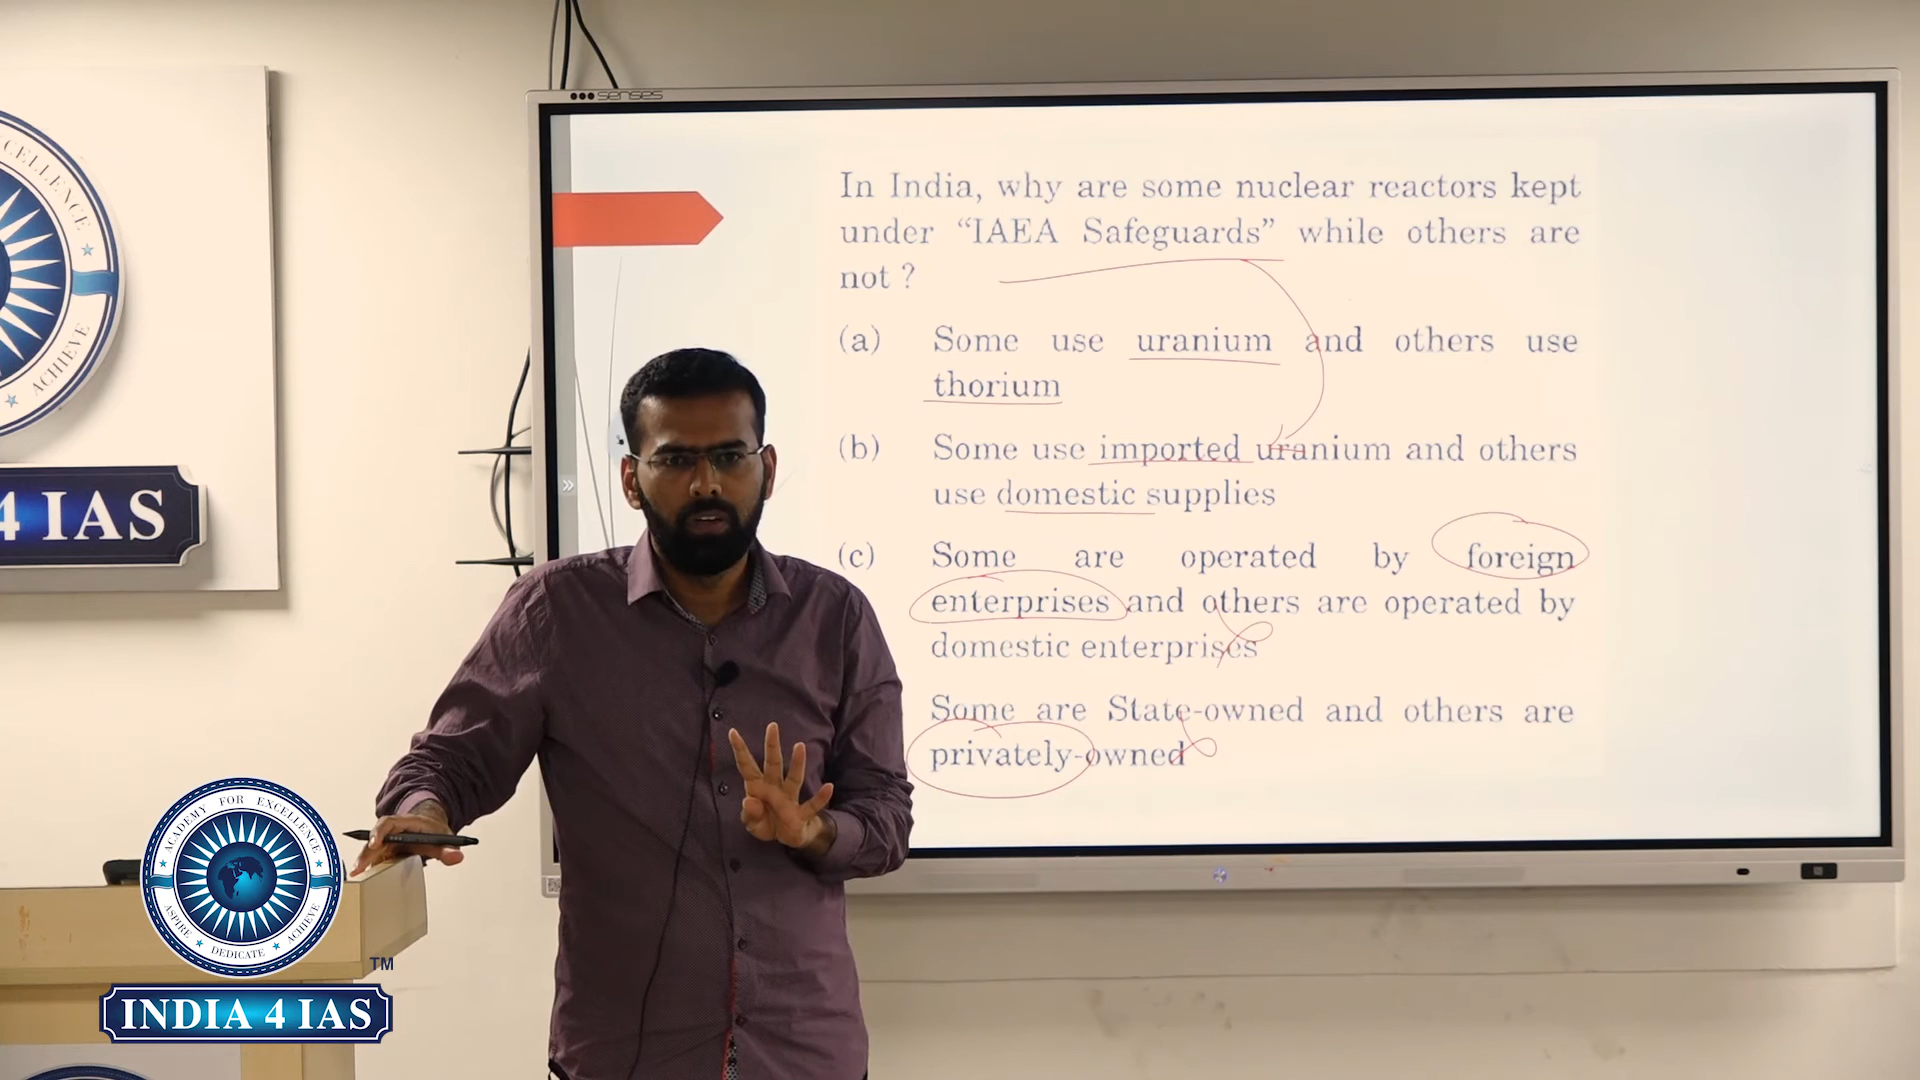 senses
In India, why are some nuclear reactors kept
under “IAEA Safeguards” while others are
not ?
(a) Some use uranium and others use
thorium
(b) Some use imported uranium and others
use domestic supplies
(c) Some are operated by foreign
enterprises and others are operated by
domestic enterprises
Some are State-owned and others are
privately-owned
EXCELLENCE
ACHIEVE
4 IAS
ACADEMY FOR EXCELLENCE
ASPIRE DEDICATE ACHIEVE
TM
INDIA 4 IAS